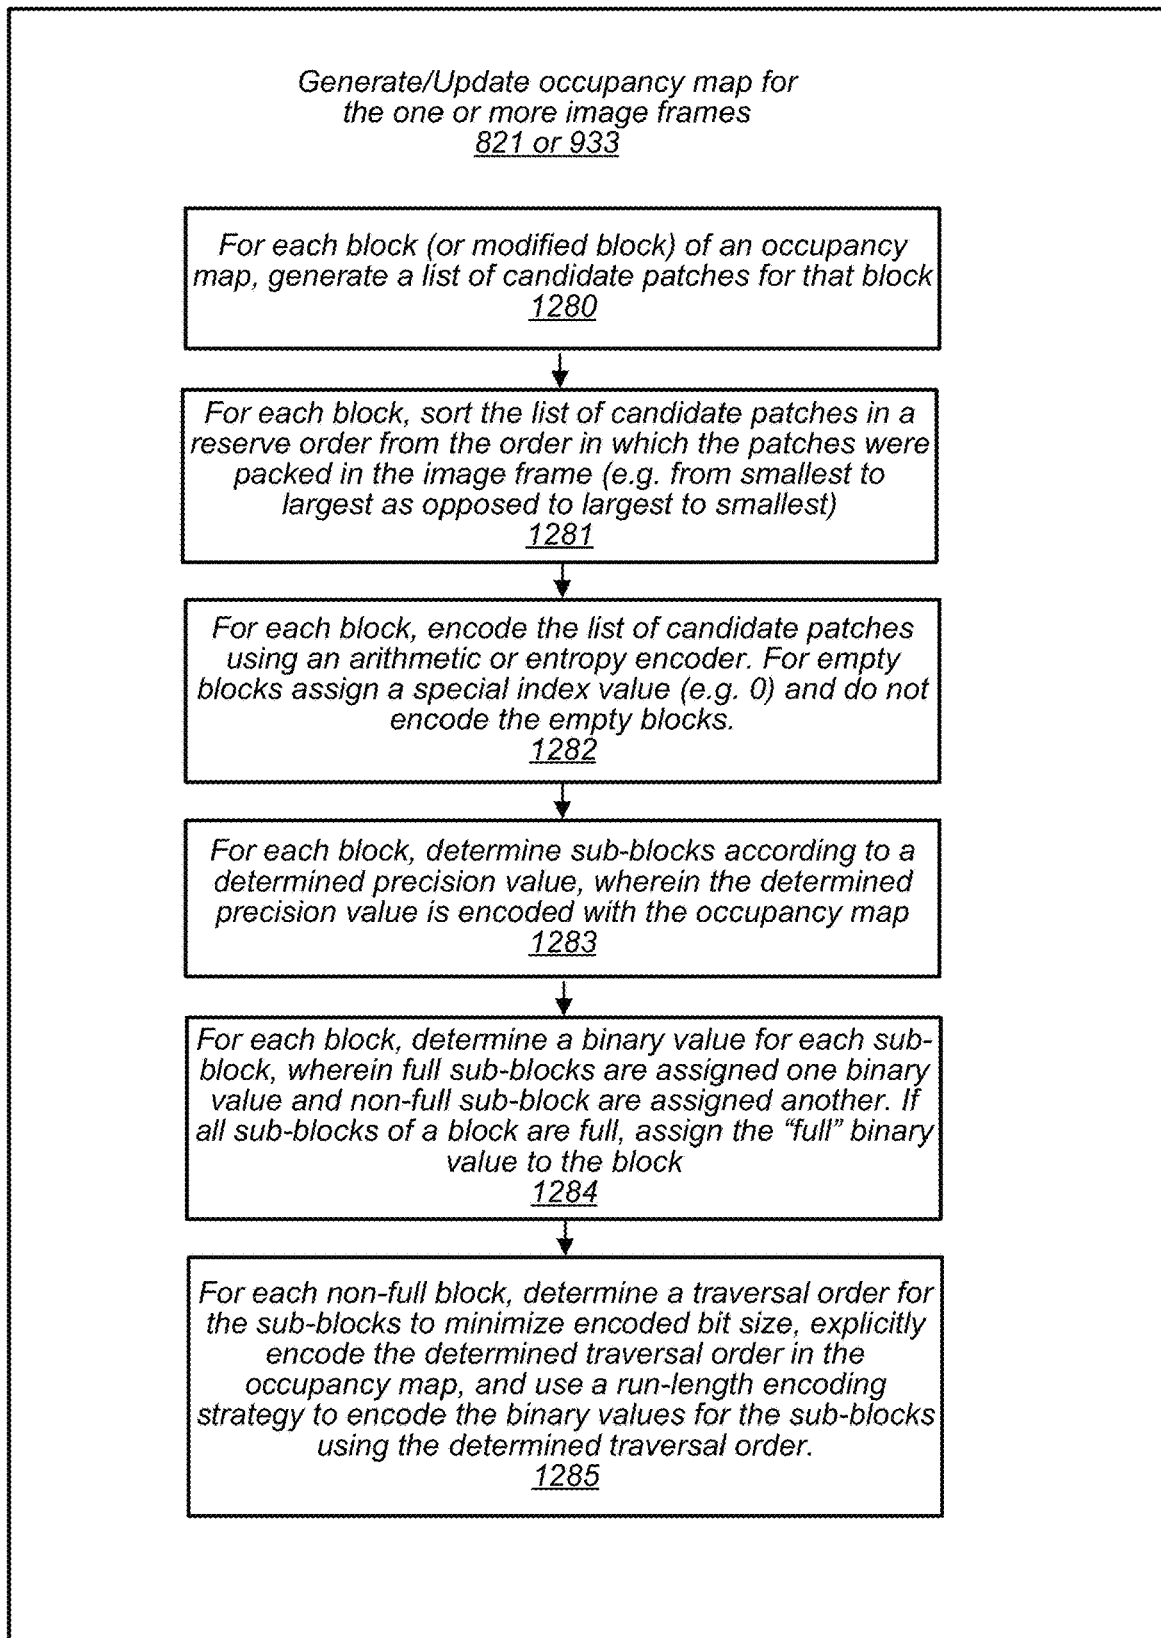 Generate/Update occupancy map for
the one or more image frames
821 or 933
For each block (or modified block) of an occupancy
map, generate a list of candidate patches for that block
1280
For each block, sort the list of candidate patches in a
reserve order from the order in which the patches were
packed in the image frame (e.g. from smallest to
largest as opposed to largest to smallest)
1281
For each block, encode the list of candidate patches
using an arithmetic or entropy encoder. For empty
blocks assign a special index value (e.g. 0) and do not
encode the empty blocks.
1282
For each block, determine sub-blocks according to a
determined precision value, wherein the determined
precision value is encoded with the occupancy map
1283
For each block, determine a binary value for each sub-
block, wherein full sub-blocks are assigned one binary
value and non-full sub-block are assigned another. If
all sub-blocks of a block are full, assign the “full” binary
value to the block
1284
For each non-full block, determine a traversal order for
the sub-blocks to minimize encoded bit size, explicitly
encode the determined traversal order in the
occupancy map, and use a run-length encoding
strategy to encode the binary values for the sub-blocks
using the determined traversal order.
1285